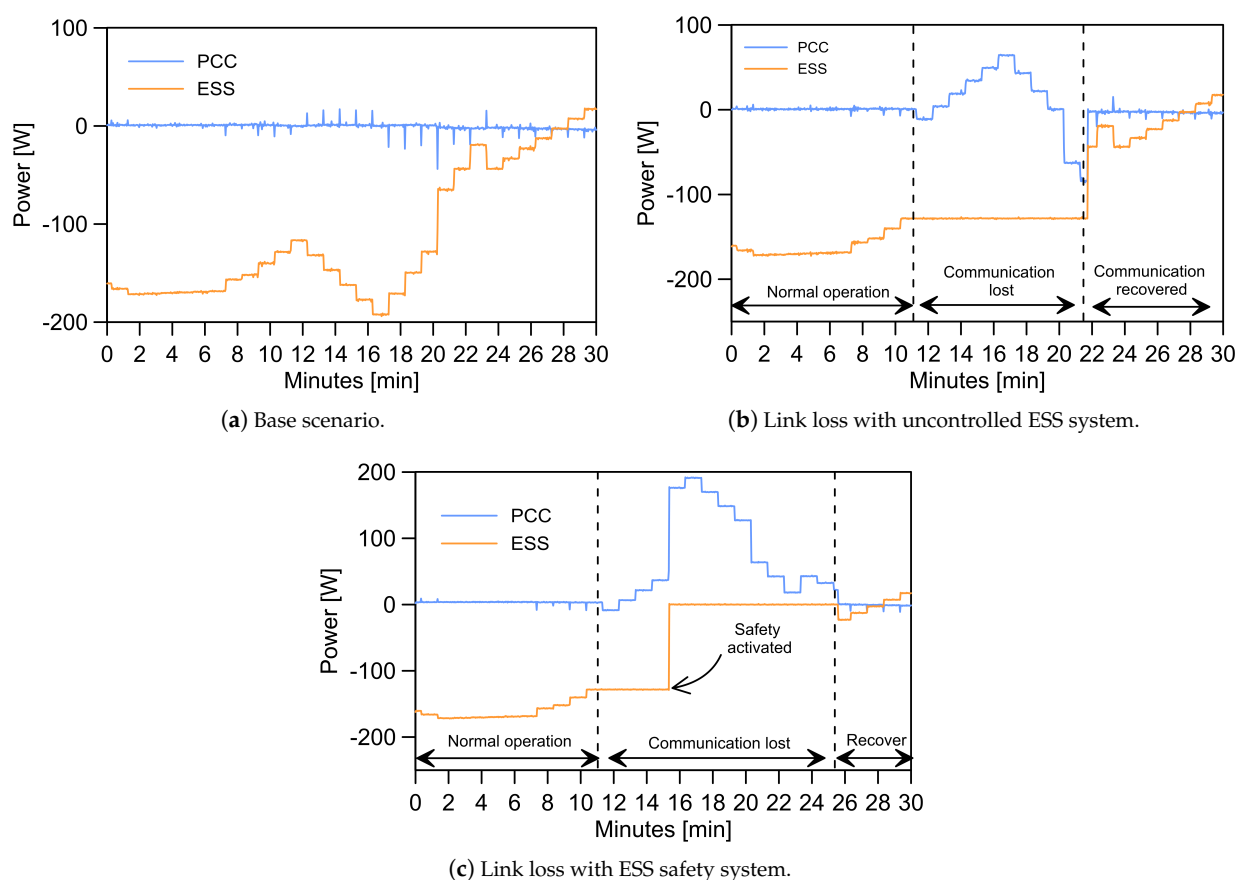 100
0
-100
-200
Power [W]
PCC
ESS
0 2 4 6 8 10 12 14 16 18 20 22 24 26 28 30
Minutes [min]
(a) Base scenario.
100
0
-100
-200
Power [W]
PCC
ESS
Normal operation
Communication
lost
Communication
recovered
0 2 4 6 8 10 12 14 16 18 20 22 24 26 28 30
Minutes [min]
(b) Link loss with uncontrolled ESS system.
200
100
0
-100
-200
Power [W]
PCC
ESS
Safety
activated
Normal operation
Communication lost
Recover
0 2 4 6 8 10 12 14 16 18 20 22 24 26 28 30
Minutes [min]
(c) Link loss with ESS safety system.